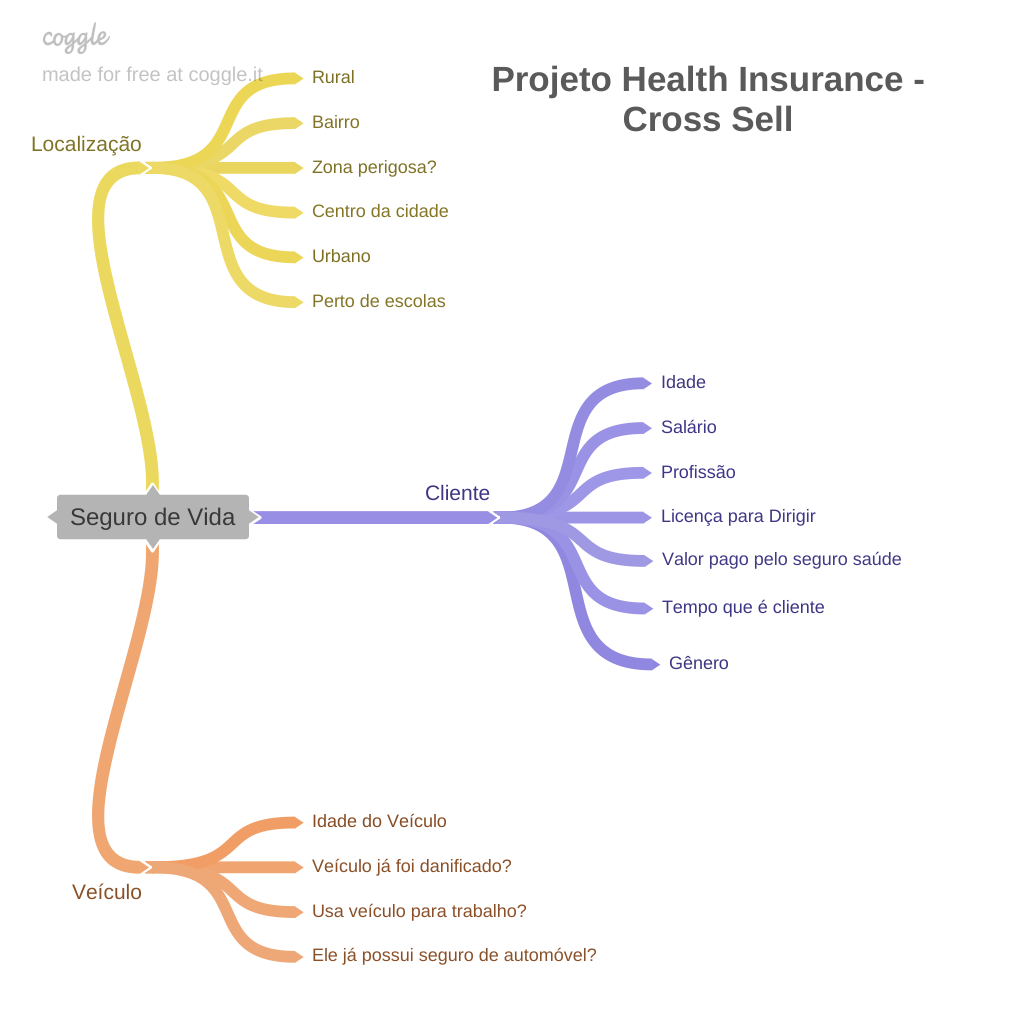 coggle
made for free at coggle.it
Projeto Health Insurance -
Cross Sell
Localização
Rural
Bairro
Zona perigosa?
Centro da cidade
Urbano
Perto de escolas
Seguro de Vida
Cliente
Idade
Salário
Profissão
Licença para Dirigir
Valor pago pelo seguro saúde
Tempo que é cliente
Gênero
Veículo
Idade do Veículo
Veículo já foi danificado?
Usa veículo para trabalho?
Ele já possui seguro de automóvel?